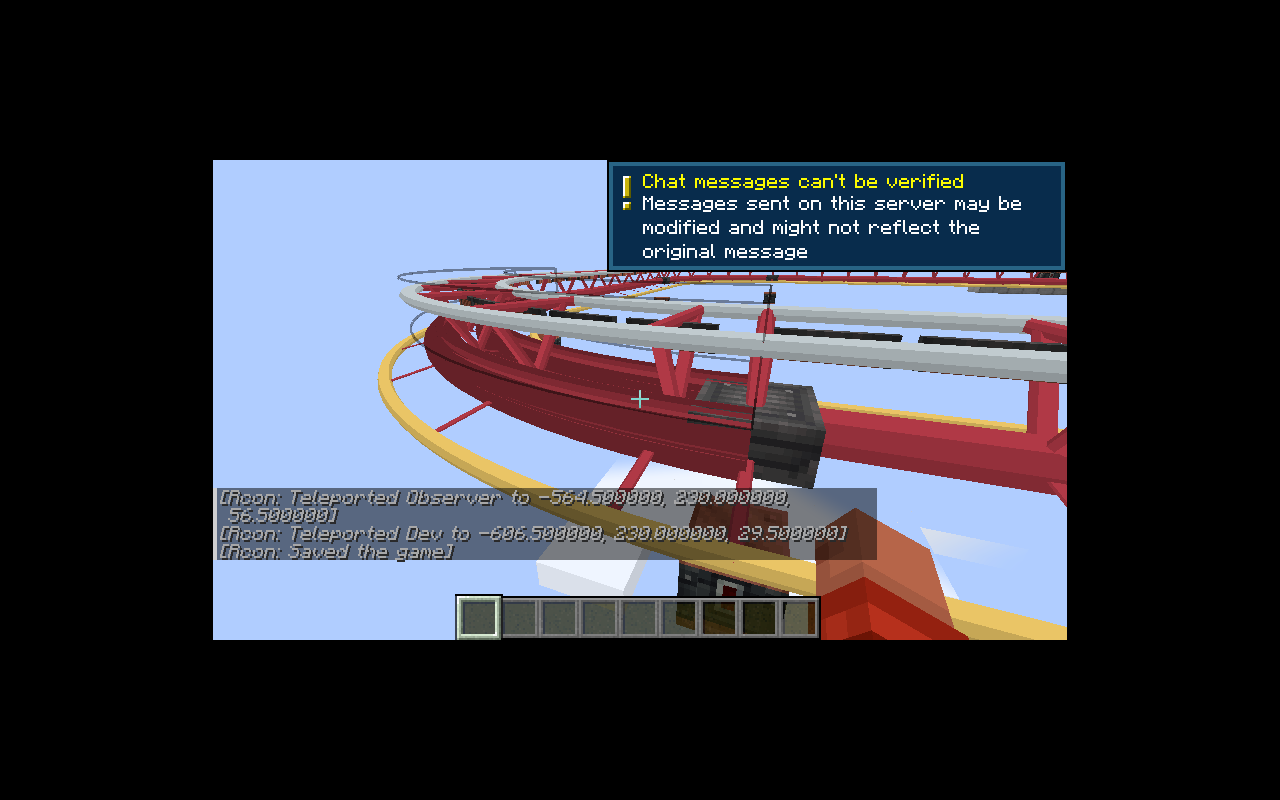 Chat messages can't be verified
Messages sent on this server may be
modified and might not reflect the
original message
[Rcon: Teleported Observer to -564.500000, 230.000000,
56.500000]
[Rcon: Teleported Dev to -606.500000, 230.000000, 29.500000]
[Rcon: Saved the game]